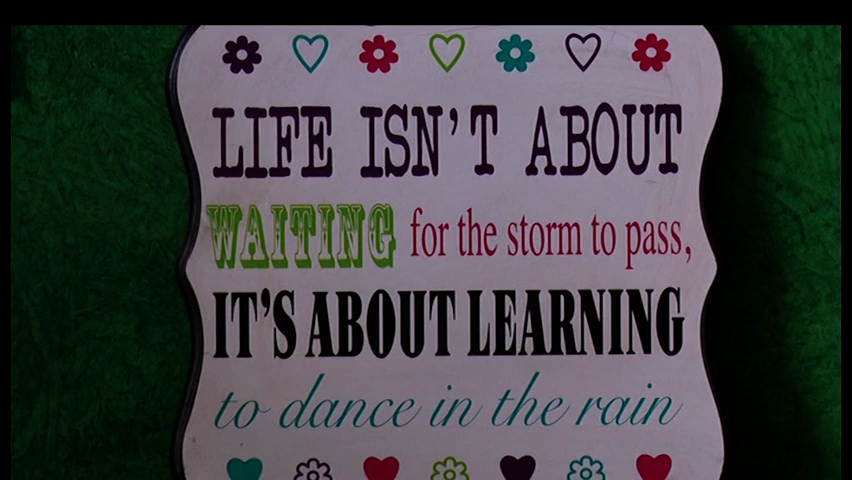 LIFE ISN'T ABOUT
WAITING for the storm to pass,
IT'S ABOUT LEARNING
to dance in the rain